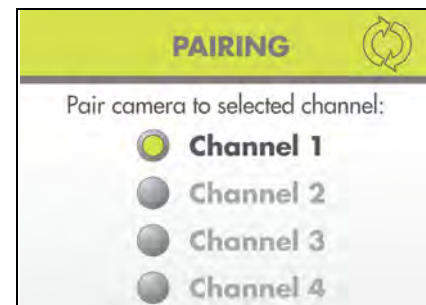 PAIRING
Pair camera to selected channel:
Channel 1
Channel 2
Channel 3
Channel 4